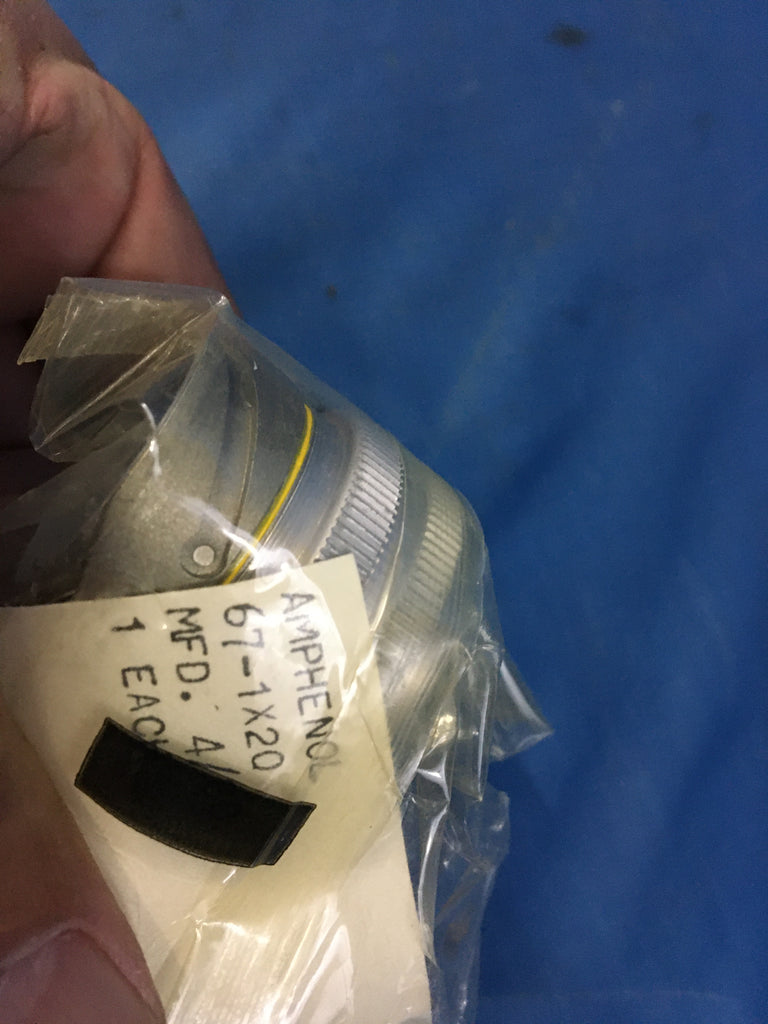 AMPHENOL
67-1X20
MFD. 4/
1 EACH